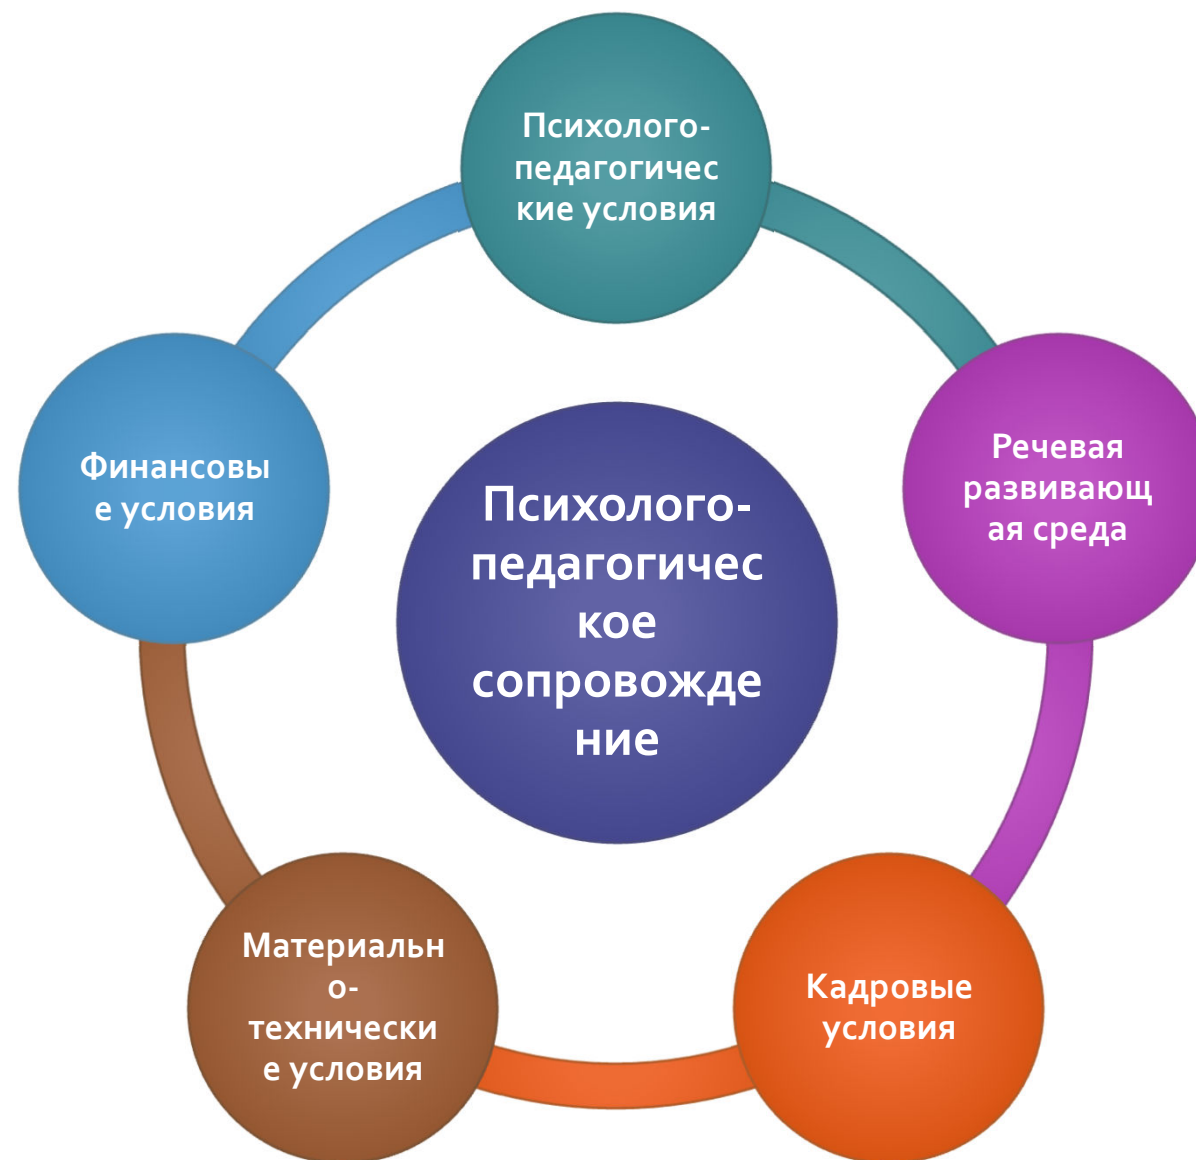 Психолого-
педагогичес
кие условия
Речевая
развивающ
ая среда
Кадровые
условия
Материальн
о-
технически
е условия
Финансовы
е условия
Психолого-
педагогичес
кое
сопровожде
ние